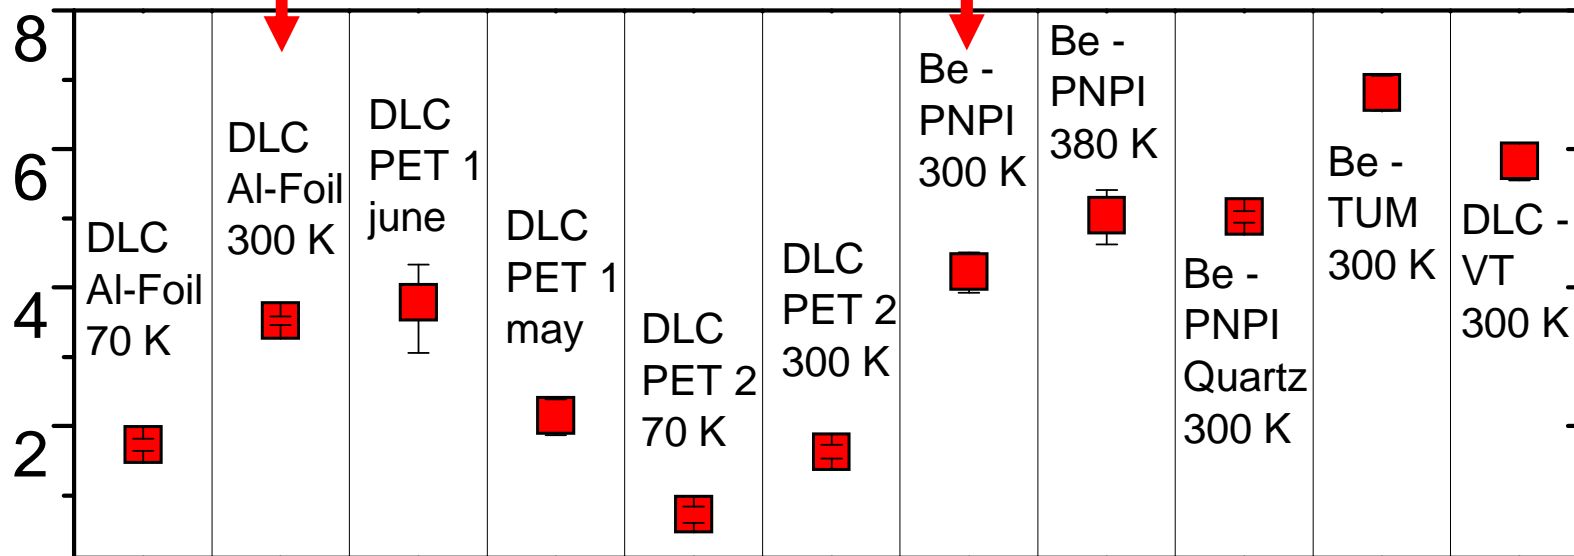 8
6
4
2
DLC
Al-Foil
70 K
DLC
Al-Foil
300 K
DLC
PET 1
june
DLC
PET 1
may
DLC
PET 2
70 K
DLC
PET 2
300 K
Be -
PNPI
300 K
Be -
PNPI
380 K
Be -
PNPI
Quartz
300 K
Be -
TUM
300 K
DLC -
VT
300 K